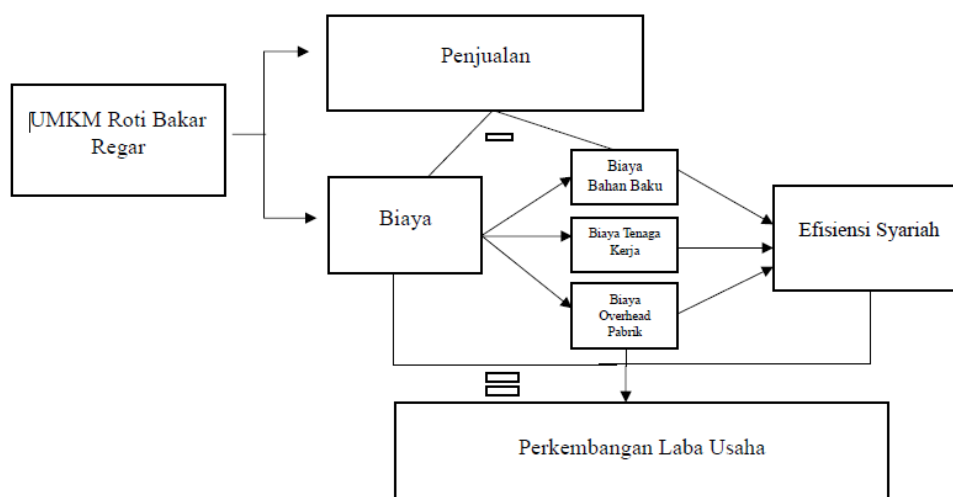 Penjualan
UMKM Roti Bakar
Regar
Biaya
Bahan Baku
Biaya
Biaya Tenaga
Kerja
Efisiensi Syariah
Biaya
Overhead
Pabrik
Perkembangan Laba Usaha